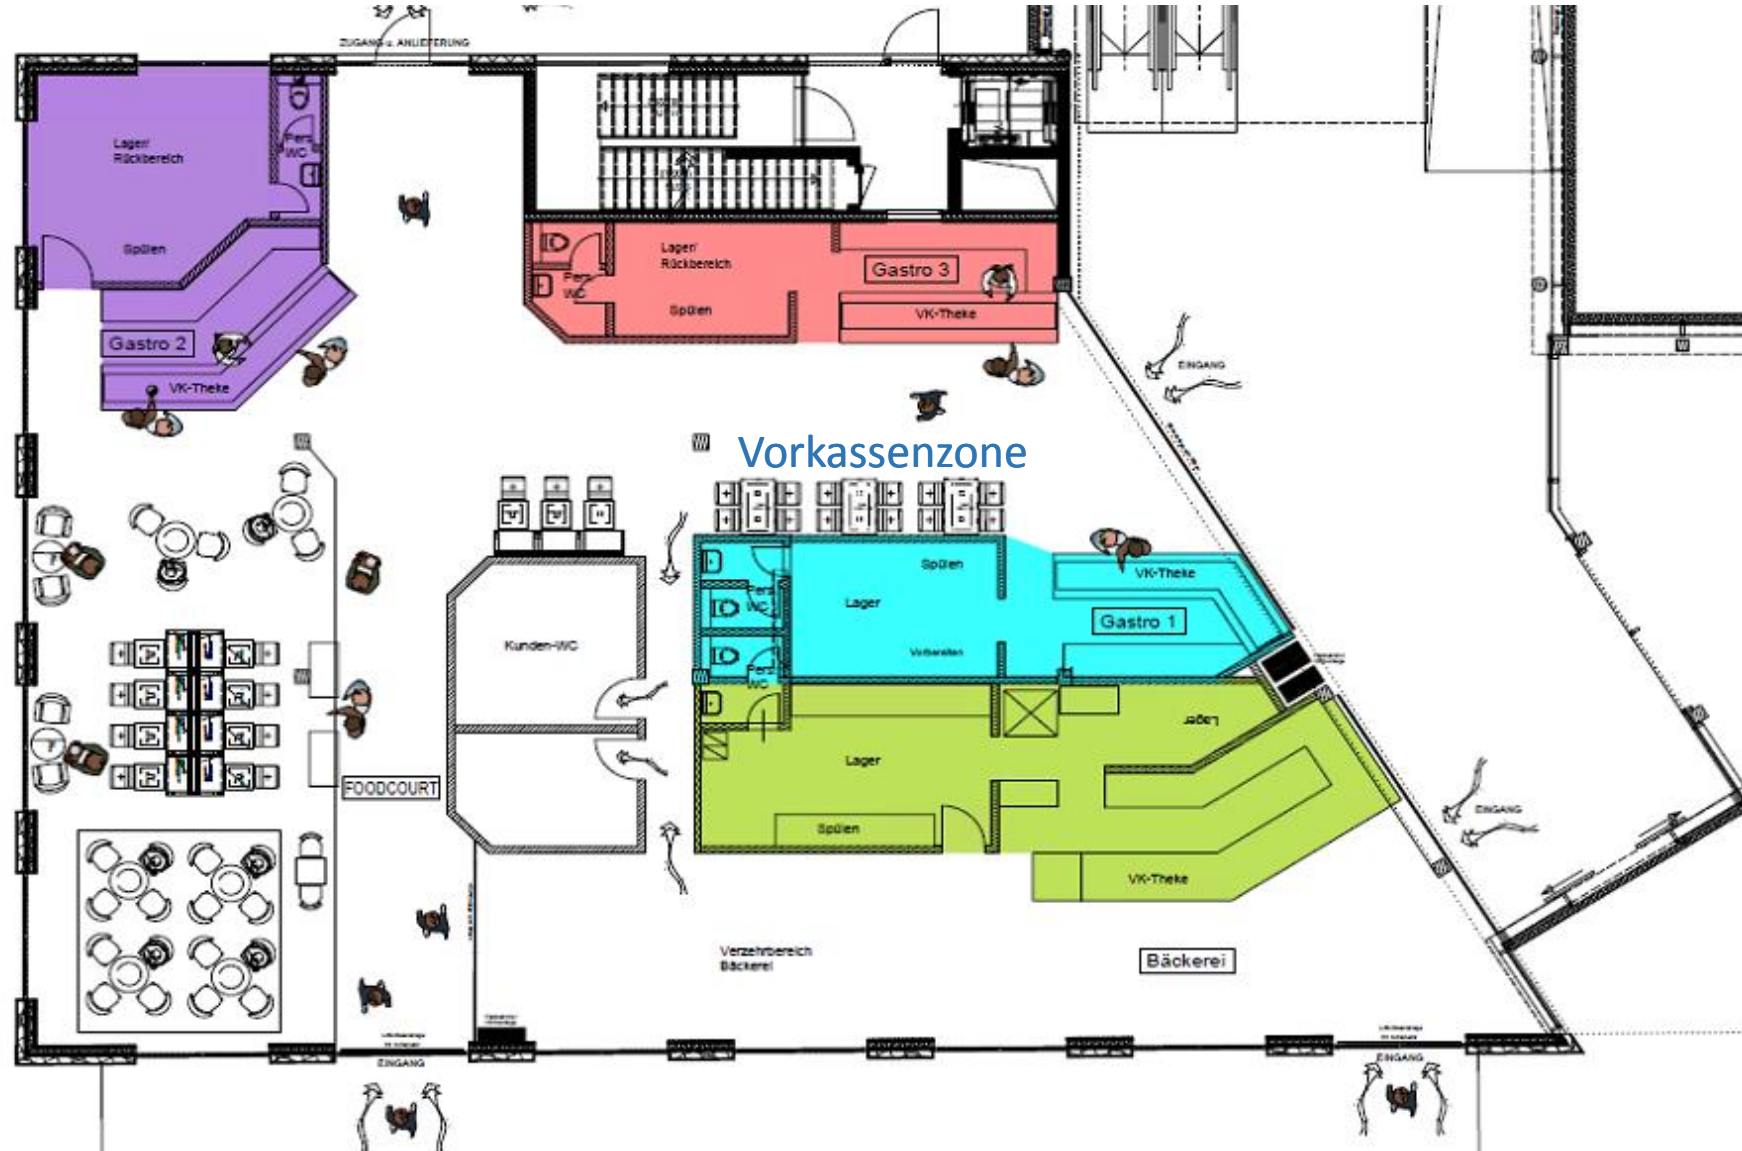 ZUGANG u. ANLIEFERUNG
Lager/
Rückbereich
Pers.
WC
Spülen
Gastro 2
VK-Theke
Lager/
Rückbereich
Pers.
WC
Spülen
Gastro 3
VK-Theke
EINGANG
Vorkassenzone
Spülen
VK-Theke
Pers.
WC
Lager
Gastro 1
Vorbereiten
Kunden-WC
Pers.
WC
Lager
Lager
FOODCOURT
Spülen
VK-Theke
EINGANG
Verzehrbereich
Bäckerei
Bäckerei
EINGANG
EINGANG